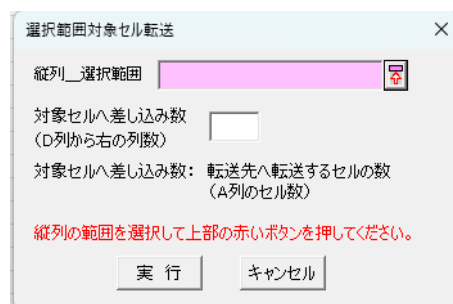 選択範囲対象セル転送
縦列__選択範囲
対象セルへ差し込み数
(D列から右の列数)
対象セルへ差し込み数： 転送先へ転送するセルの数
(A列のセル数)
縦列の範囲を選択して上部の赤いボタンを押してください。
実 行
キャンセル